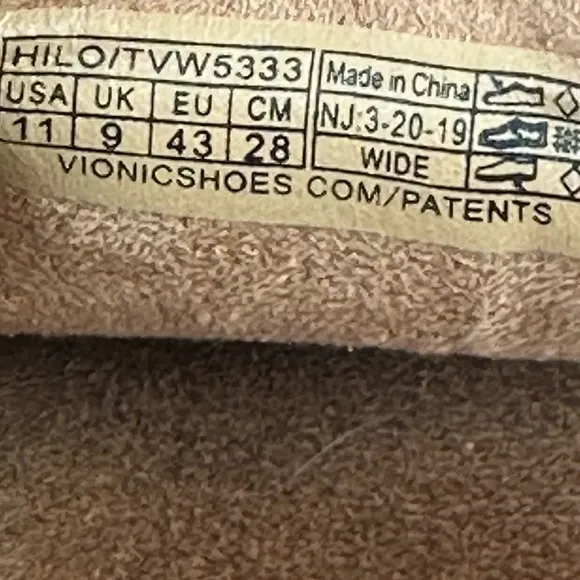 HILO/TVW5333
USA UK EU CM
11 9 43 28
Made in China
NJ:3-20-19
WIDE
VIONICSHOES COM/PATENTS